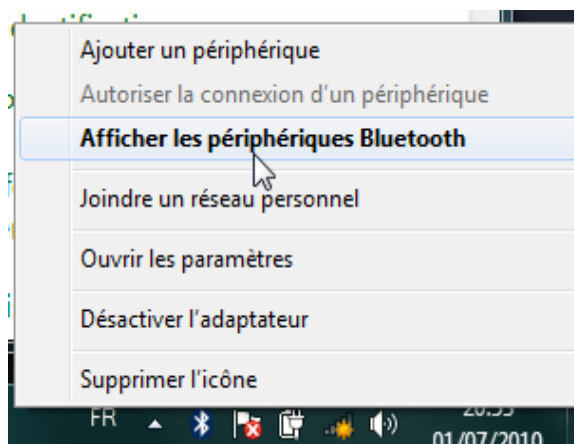 Ajouter un périphérique
Autoriser la connexion d'un périphérique
Afficher les périphériques Bluetooth
Joindre un réseau personnel
Ouvrir les paramètres
Désactiver l'adaptateur
Supprimer l'icône
FR
01/07/2010